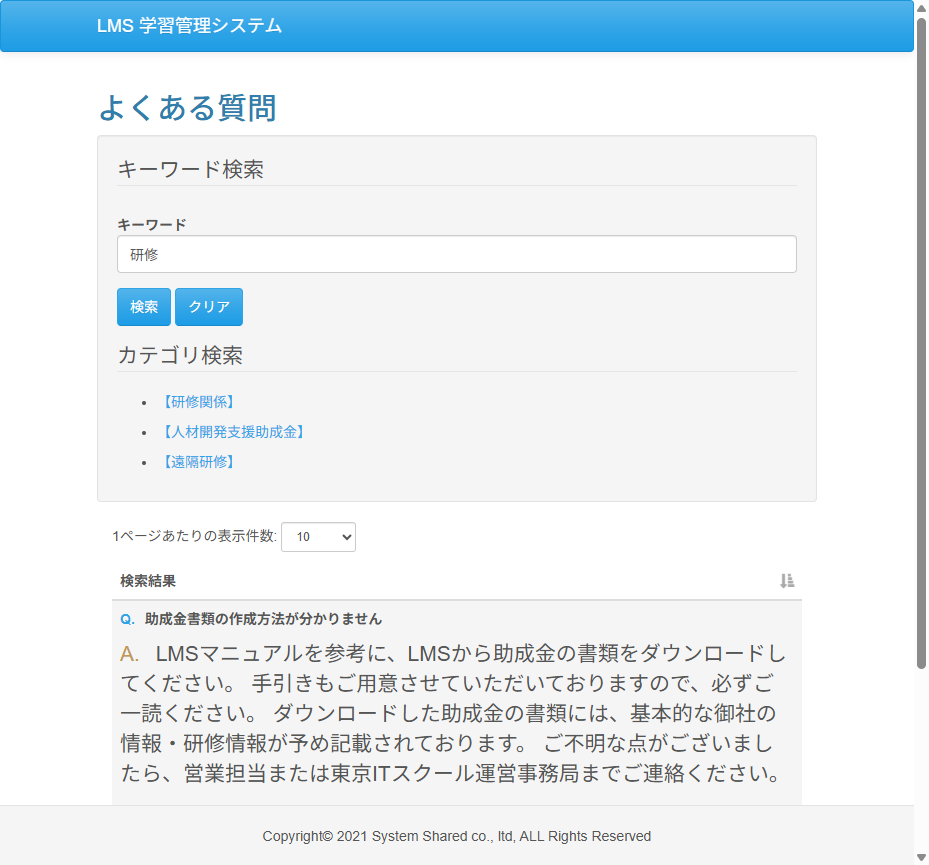 LMS 学習管理システム
よくある質問
キーワード検索
キーワード
研修
検索 クリア
カテゴリ検索
【研修関係】
【人材開発支援助成金】
【遠隔研修】
1ページあたりの表示件数: 10
検索結果
Q. 助成金書類の作成方法が分かりません
A. LMSマニュアルを参考に、LMSから助成金の書類をダウンロードし
てください。 手引きもご用意させていただいておりますので、必ずご
一読ください。 ダウンロードした助成金の書類には、基本的な御社の
情報・研修情報が予め記載されております。 ご不明な点がございまし
たら、営業担当または東京ITスクール運営事務局までご連絡ください。
Copyright© 2021 System Shared co., ltd, ALL Rights Reserved